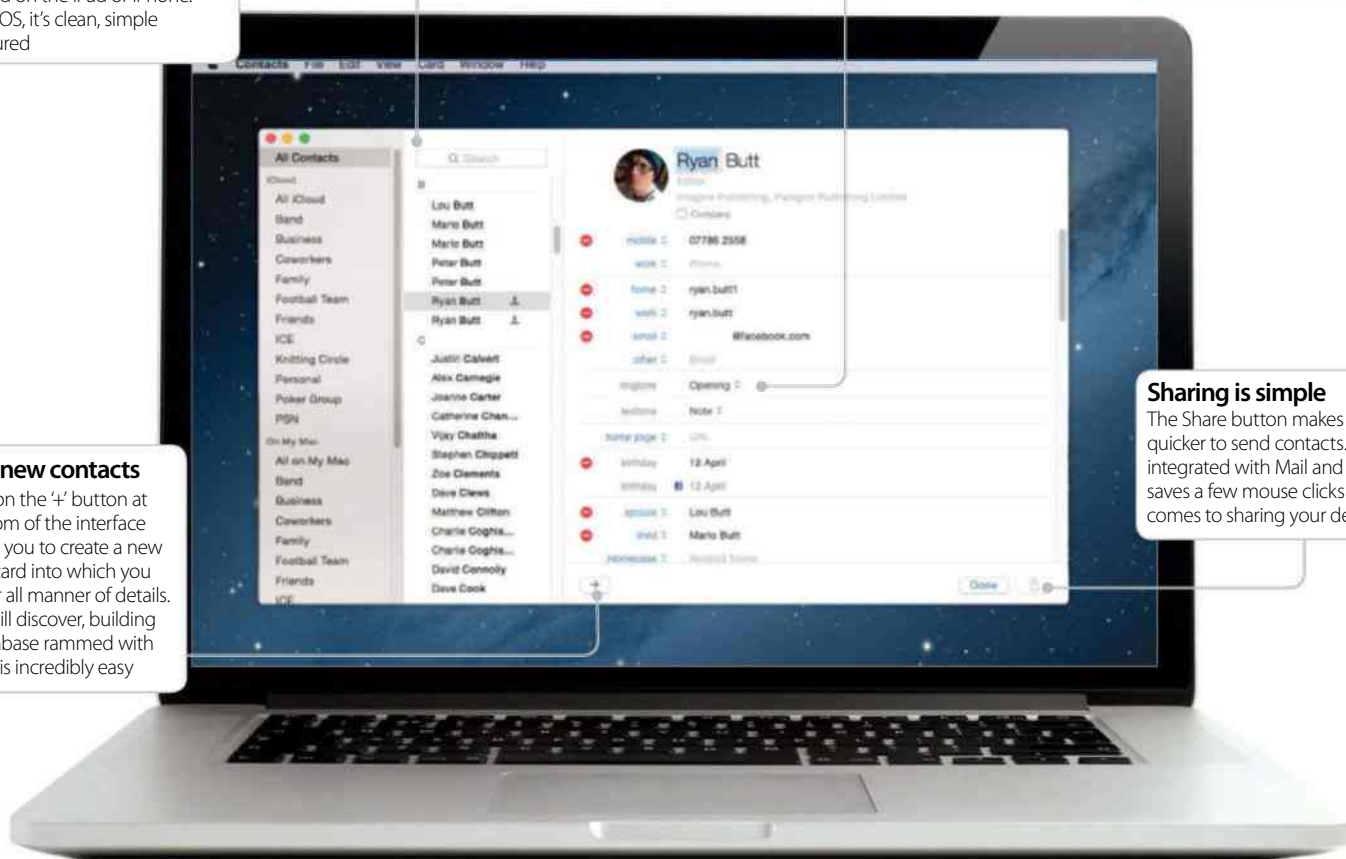 d on the iPad or iPhone.
OS, it's clean, simple
ured
Contacts File Edit View Card Window Help
All Contacts
iCloud
All iCloud
Band
Business
Coworkers
Family
Football Team
Friends
ICE
Knitting Circle
Personal
Poker Group
PSN
On My Mac
All on My Mac
Band
Business
Coworkers
Family
Football Team
Friends
ICE
Search
B
Lou Butt
Mario Butt
Mario Butt
Peter Butt
Peter Butt
Ryan Butt
Ryan Butt
C
Justin Calvert
Alex Carnegie
Joanne Carter
Catherine Chan...
Vijay Chattha
Stephen Chippett
Zoe Clements
Dave Clews
Matthew Clifton
Charlie Coghla...
Charlie Coghla...
David Connolly
Dave Cook
Ryan Butt
Editor
Imagine Publishing, Paragon Publishing Limited
Company
mobile 07786 2558
work Phone
home ryan.butt1
work ryan.butt
email @facebook.com
other Email
ringtone Opening
texttone Note
home page URL
birthday 12 April
birthday 12 April
spouse Lou Butt
child Mario Butt
Related Name
+
Done
new contacts
on the '+' button at
om of the interface
you to create a new
ard into which you
r all manner of details.
ill discover, building
abase rammed with
is incredibly easy
Sharing is simple
The Share button makes
quicker to send contacts.
integrated with Mail and
saves a few mouse clicks
comes to sharing your de